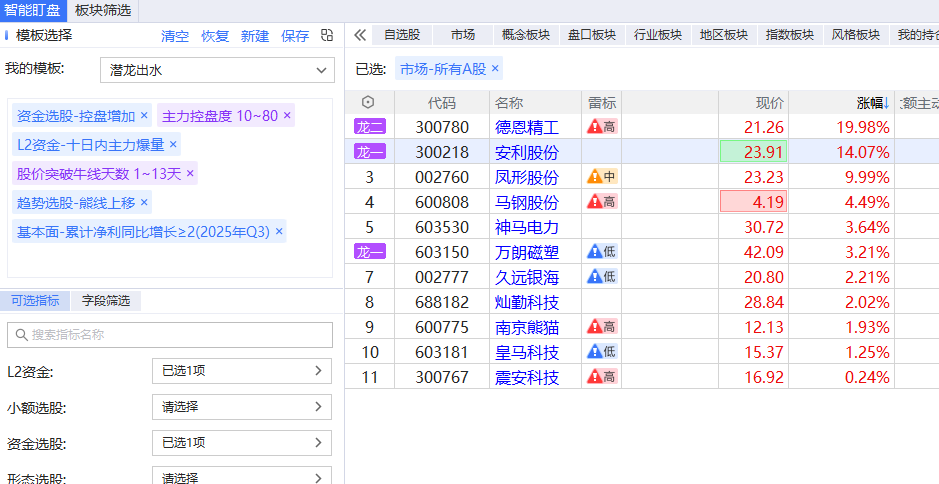 智能盯盘 板块筛选
模板选择 清空 恢复 新建 保存
我的模板: 潜龙出水
资金选股-控盘增加 × 主力控盘度 10~80 ×
L2资金-十日内主力爆量 ×
股价突破牛线天数 1~13天 ×
趋势选股-能线上移 ×
基本面-累计净利同比增长≥2(2025年Q3) ×
可选指标 字段筛选
搜索指标名称
L2资金: 已选1项
小额选股: 请选择
资金选股: 已选1项
形态选股: 请选择
自选股 市场 概念板块 盘口板块 行业板块 地区板块 指数板块 风格板块 我的持仓
已选: 市场-所有A股 ×
代码 名称 雷标 现价 涨幅↓ 额主动
龙二 300780 德恩精工 高 21.26 19.98%
龙一 300218 安利股份 23.91 14.07%
3 002760 凤形股份 中 23.23 9.99%
4 600808 马钢股份 高 4.19 4.49%
5 603530 神马电力 30.72 3.64%
龙一 603150 万朗磁塑 低 42.09 3.21%
7 002777 久远银海 低 20.80 2.21%
8 688182 灿勤科技 28.84 2.02%
9 600775 南京熊猫 高 12.13 1.93%
10 603181 皇马科技 低 15.37 1.25%
11 300767 震安科技 高 16.92 0.24%